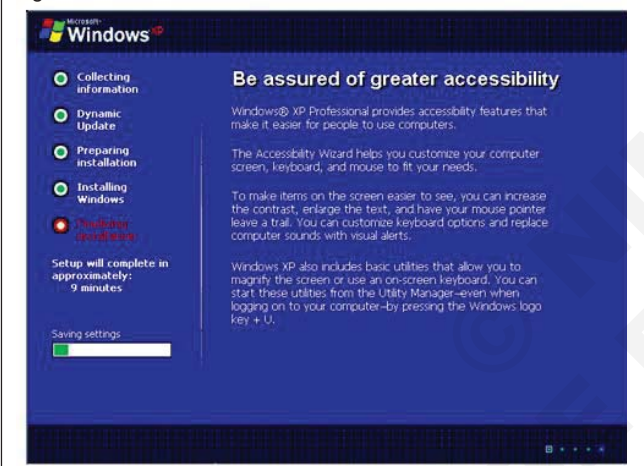 Microsoft
Windows xp
Collecting
information
Dynamic
Update
Preparing
installation
Installing
Windows
Finalizing
installation
Setup will complete in
approximately:
9 minutes
Saving settings
Be assured of greater accessibility
Windows® XP Professional provides accessibility features that
make it easier for people to use computers.
The Accessibility Wizard helps you customize your computer
screen, keyboard, and mouse to fit your needs.
To make items on the screen easier to see, you can increase
the contrast, enlarge the text, and have your mouse pointer
leave a trail. You can customize keyboard options and replace
computer sounds with visual alerts.
Windows XP also includes basic utilities that allow you to
magnify the screen or use an on-screen keyboard. You can
start these utilities from the Utility Manager–even when
logging on to your computer–by pressing the Windows logo
key + U.